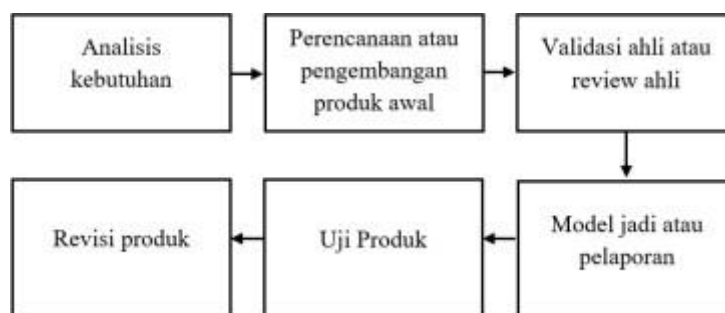 Analisis
kebutuhan
Perencanaan atau
pengembangan
produk awal
Validasi ahli atau
review ahli
Model jadi atau
pelaporan
Uji Produk
Revisi produk